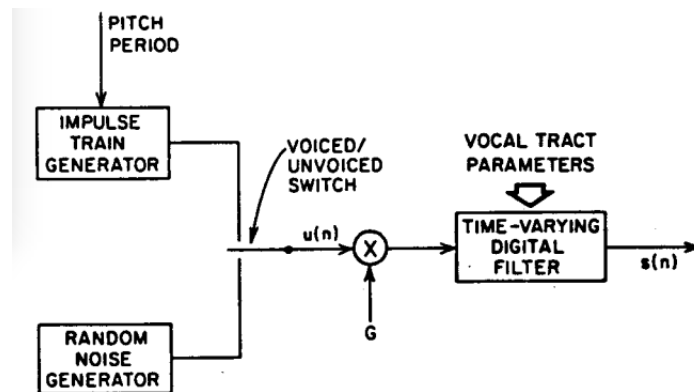 PITCH
PERIOD
IMPULSE
TRAIN
GENERATOR
VOICED/
UNVOICED
SWITCH
VOCAL TRACT
PARAMETERS
u(n)
X
G
TIME-VARYING
DIGITAL
FILTER
s(n)
RANDOM
NOISE
GENERATOR